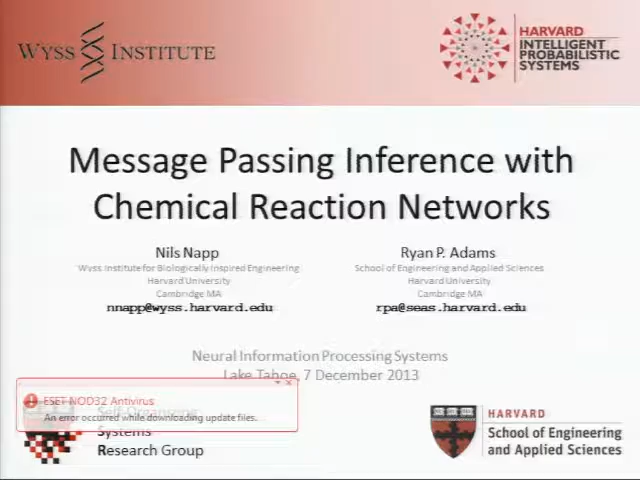 WYSS INSTITUTE
HARVARD
INTELLIGENT
PROBABILISTIC
SYSTEMS
Message Passing Inference with
Chemical Reaction Networks
Nils Napp
Wyss Institute for Biologically Inspired Engineering
Harvard University
Cambridge MA
nnapp@wyss.harvard.edu
Ryan P. Adams
School of Engineering and Applied Sciences
Harvard University
Cambridge MA
rpa@seas.harvard.edu
Neural Information Processing Systems
Lake Tahoe, 7 December 2013
ESET NOD32 Antivirus
An error occurred while downloading update files.
Self-Organizing
Systems
Research Group
HARVARD
School of Engineering
and Applied Sciences